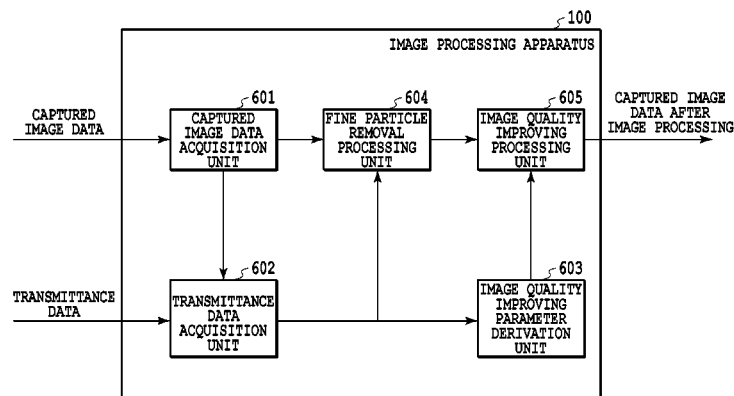 100
IMAGE PROCESSING APPARATUS
CAPTURED
IMAGE DATA
601
CAPTURED
IMAGE DATA
ACQUISITION
UNIT
604
FINE PARTICLE
REMOVAL
PROCESSING
UNIT
605
IMAGE QUALITY
IMPROVING
PROCESSING
UNIT
CAPTURED IMAGE
DATA AFTER
IMAGE PROCESSING
TRANSMITTANCE
DATA
602
TRANSMITTANCE
DATA
ACQUISITION
UNIT
603
IMAGE QUALITY
IMPROVING
PARAMETER
DERIVATION
UNIT